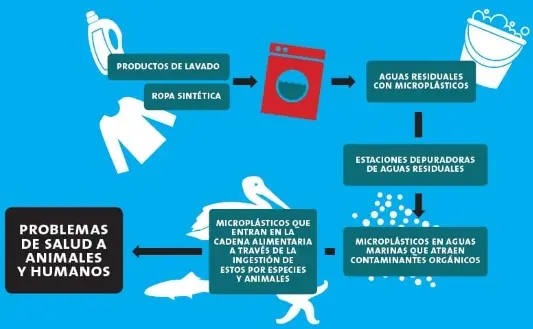 PRODUCTOS DE LAVADO
ROPA SINTÉTICA
AGUAS RESIDUALES
CON MICROPLÁSTICOS
ESTACIONES DEPURADORAS
DE AGUAS RESIDUALES
MICROPLÁSTICOS EN AGUAS
MARINAS QUE ATRAEN
CONTAMINANTES ORGÁNICOS
MICROPLÁSTICOS QUE
ENTRAN EN LA
CADENA ALIMENTARIA
A TRAVÉS DE LA
INGESTIÓN DE
ESTOS POR ESPECIES
Y ANIMALES
PROBLEMAS
DE SALUD A
ANIMALES
Y HUMANOS